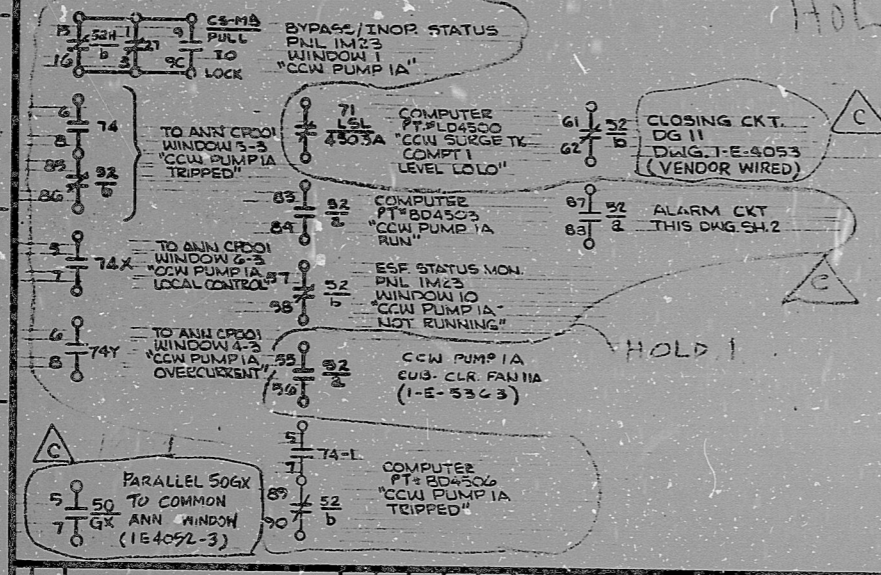 HOL
15 52H b 16
1 27 3
9 9C
CS-MA
PULL
TO
LOCK
BYPASS/INOP. STATUS
PNL 1M23
WINDOW 1
"CCW PUMP 1A"
6 74 8
85 52 b 86
TO ANN CP001
WINDOW 5-3
"CCW PUMP 1A
TRIPPED"
71
LSL
4503A
COMPUTER
PT.#LD4500
"CCW SURGE TK
COMPT 1
LEVEL LOLO"
61 52 b 62
CLOSING CKT.
DG 11
DWG. 1-E-4053
(VENDOR WIRED)
C
83 52 a 84
COMPUTER
PT#BD4503
"CCW PUMP 1A
RUN"
87 52 a 88
ALARM CKT
THIS DWG. SH. 2
C
5 74X 7
TO ANN CP001
WINDOW 6-3
"CCW PUMP 1A
LOCAL CONTROL"
97 52 b 98
ESF STATUS MON.
PNL 1M23
WINDOW 10
"CCW PUMP 1A-
NOT RUNNING"
HOLD 1
6 74Y 8
TO ANN CP001
WINDOW 4-3
"CCW PUMP 1A
OVERCURRENT"
55 52 a 56
CCW PUMP 1A
CUB. CLR. FAN 11A
(1-E-5363)
C
5 50 GX 7
PARALLEL 50GX
TO COMMON
ANN WINDOW
(1E4052-3)
5 74-L 7
89 52 b 90
COMPUTER
PT# BD4506
"CCW PUMP 1A
TRIPPED"